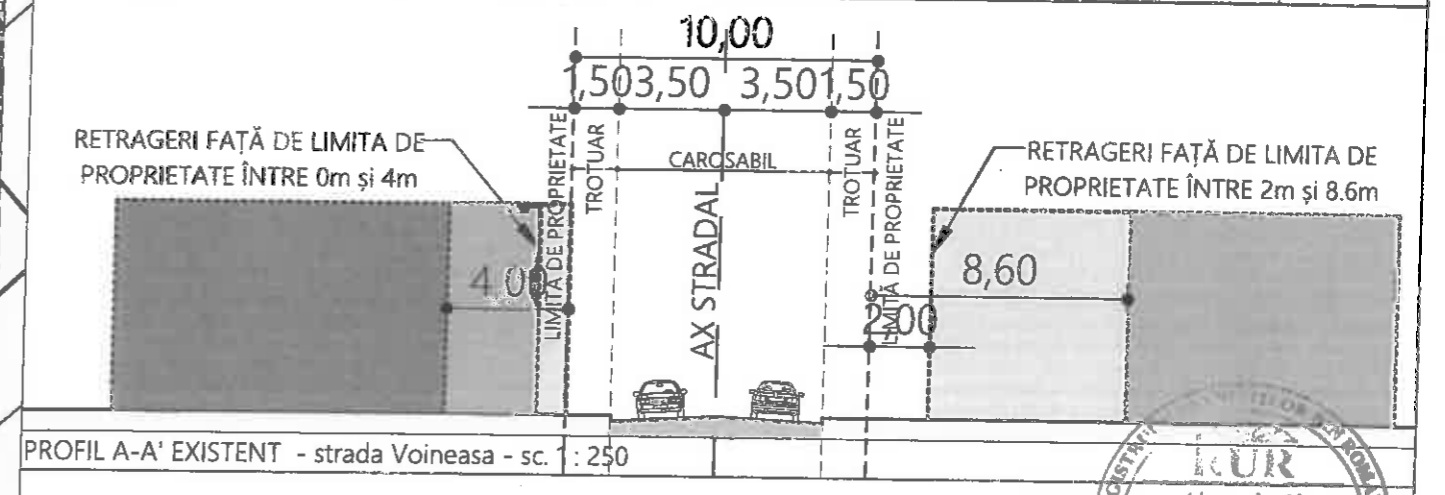 10,00
1,50 3,50 3,50 1,50
RETRAGERI FAȚĂ DE LIMITA DE
PROPRIETATE ÎNTRE 0m și 4m
LIMITA DE PROPRIETATE
TROTUAR
CAROSABIL
AX STRADAL
TROTUAR
LIMITĂ DE PROPRIETATE
RETRAGERI FAȚĂ DE LIMITA DE
PROPRIETATE ÎNTRE 2m și 8.6m
4,00
8,60
2,00
PROFIL A-A' EXISTENT - strada Voineasa - sc. 1 : 250
RUR